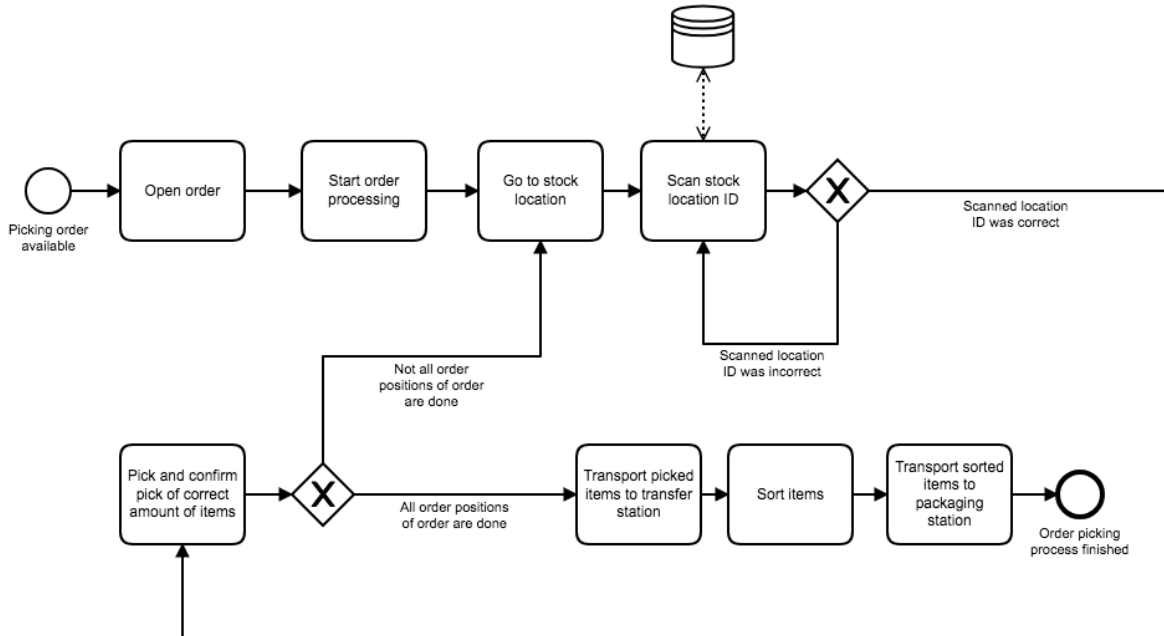 Open order
Start order
processing
Go to stock
location
Scan stock
location ID
X
Picking order
available
Scanned location
ID was correct
Scanned location
ID was incorrect
Not all order
positions of order
are done
Pick and confirm
pick of correct
amount of items
X
All order positions
of order are done
Transport picked
items to transfer
station
Sort items
Transport sorted
items to
packaging
station
Order picking
process finished